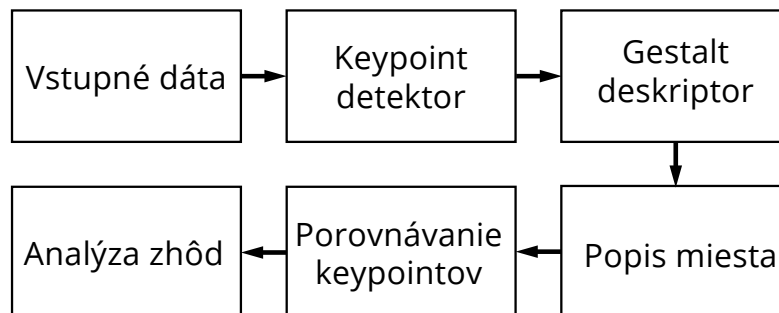 Vstupné dáta
Keypoint
detektor
Gestalt
deskriptor
Popis miesta
Porovnávanie
keypointov
Analýza zhôd